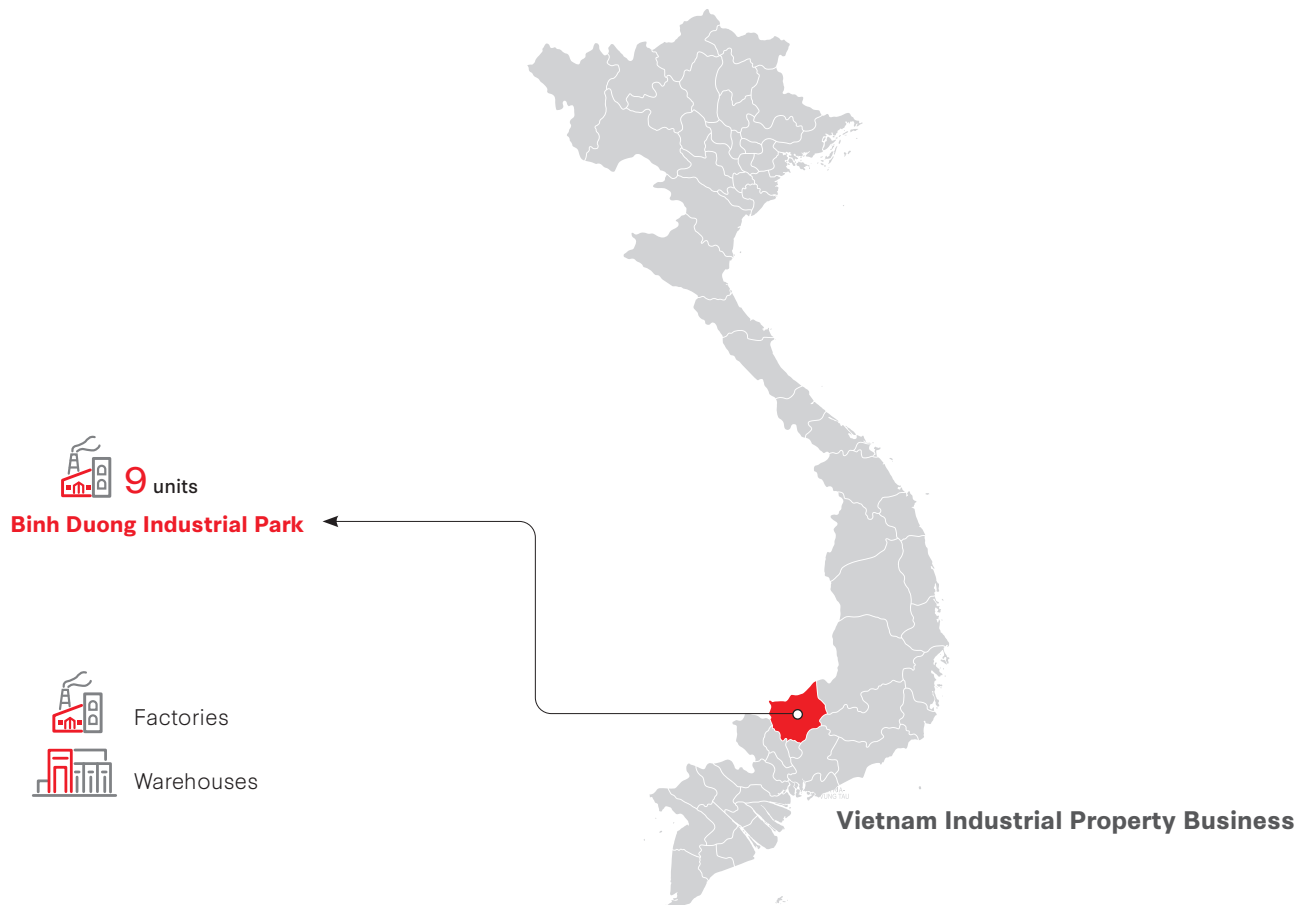 9 units
Binh Duong Industrial Park
Factories
Warehouses
Vietnam Industrial Property Business